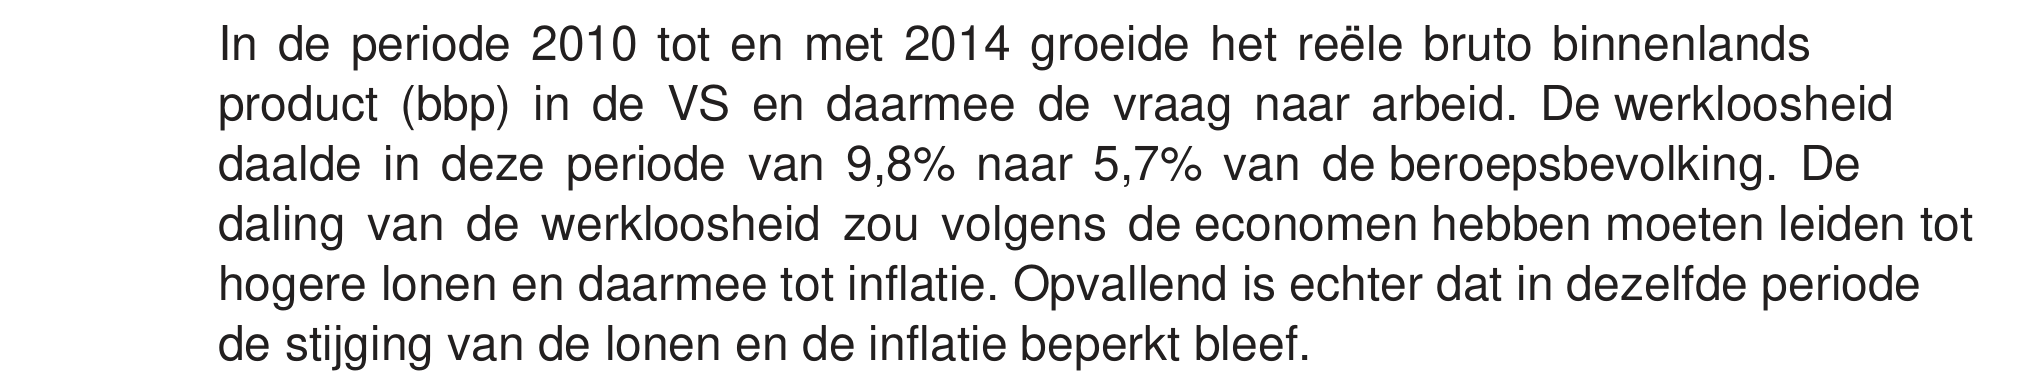 In de periode 2010 tot en met 2014 groeide het reële bruto binnenlands
product (bbp) in de VS en daarmee de vraag naar arbeid. De werkloosheid
daalde in deze periode van 9,8% naar 5,7% van de beroepsbevolking. De
daling van de werkloosheid zou volgens de economen hebben moeten leiden tot
hogere lonen en daarmee tot inflatie. Opvallend is echter dat in dezelfde periode
de stijging van de lonen en de inflatie beperkt bleef.